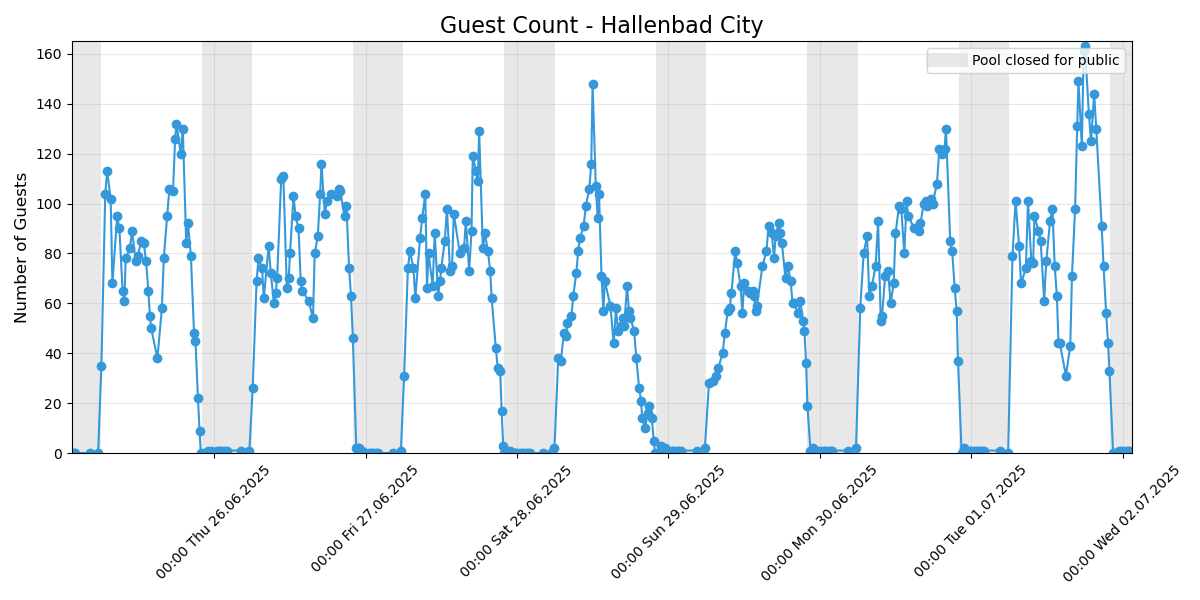 Guest Count - Hallenbad City
Pool closed for public
Number of Guests
160
140
120
100
80
60
40
20
0
00:00 Thu 26.06.2025
00:00 Fri 27.06.2025
00:00 Sat 28.06.2025
00:00 Sun 29.06.2025
00:00 Mon 30.06.2025
00:00 Tue 01.07.2025
00:00 Wed 02.07.2025